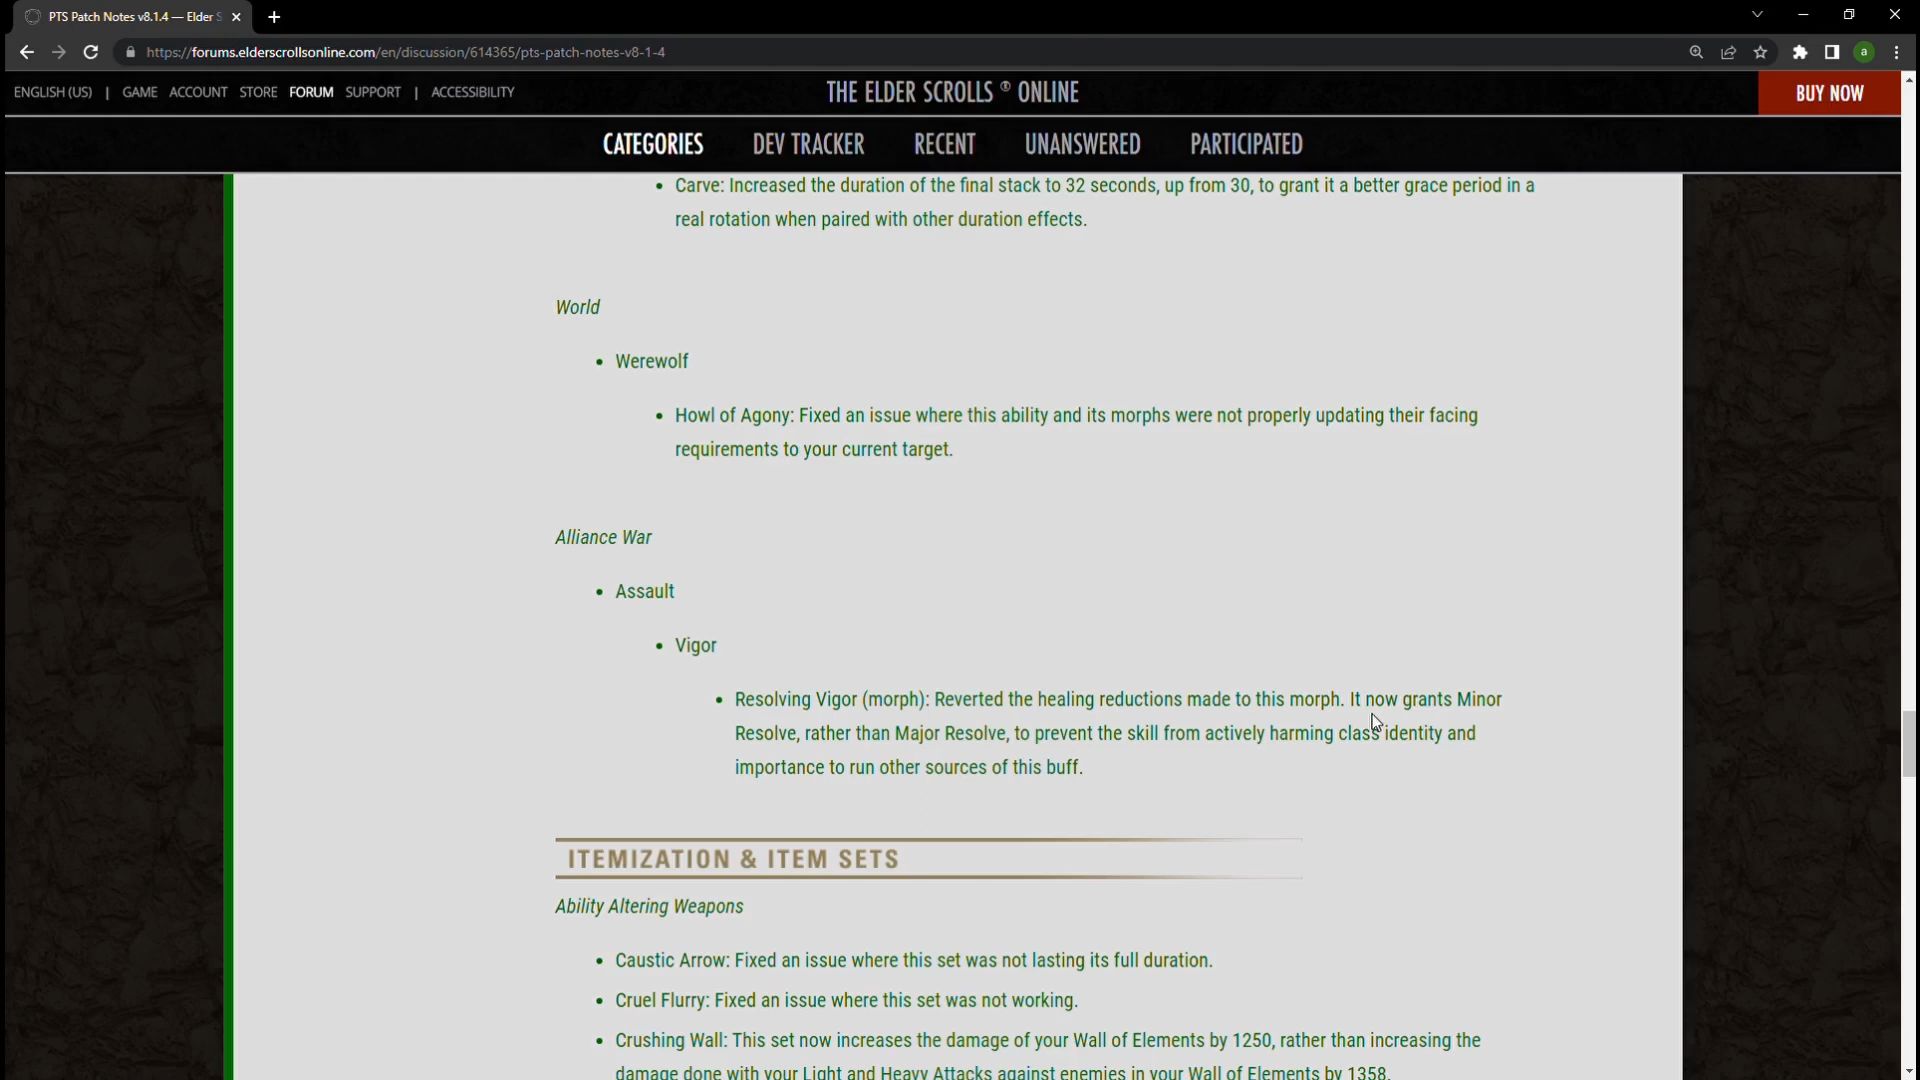 PTS Patch Notes v8.1.4 — Elder S
https://forums.elderscrollsonline.com/en/discussion/614365/pts-patch-notes-v8-1-4
a
ENGLISH (US) | GAME ACCOUNT STORE FORUM SUPPORT | ACCESSIBILITY
THE ELDER SCROLLS ® ONLINE
BUY NOW
CATEGORIES DEV TRACKER RECENT UNANSWERED PARTICIPATED
• Carve: Increased the duration of the final stack to 32 seconds, up from 30, to grant it a better grace period in a
real rotation when paired with other duration effects.
World
• Werewolf
• Howl of Agony: Fixed an issue where this ability and its morphs were not properly updating their facing
requirements to your current target.
Alliance War
• Assault
• Vigor
• Resolving Vigor (morph): Reverted the healing reductions made to this morph. It now grants Minor
Resolve, rather than Major Resolve, to prevent the skill from actively harming class identity and
importance to run other sources of this buff.
ITEMIZATION & ITEM SETS
Ability Altering Weapons
• Caustic Arrow: Fixed an issue where this set was not lasting its full duration.
• Cruel Flurry: Fixed an issue where this set was not working.
• Crushing Wall: This set now increases the damage of your Wall of Elements by 1250, rather than increasing the
damage done with your Light and Heavy Attacks against enemies in your Wall of Elements by 1358.